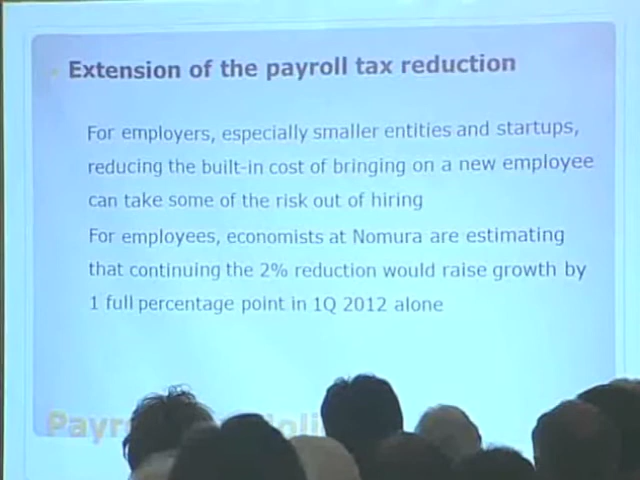 Extension of the payroll tax reduction
For employers, especially smaller entities and startups,
reducing the built-in cost of bringing on a new employee
can take some of the risk out of hiring
For employees, economists at Nomura are estimating
that continuing the 2% reduction would raise growth by
1 full percentage point in 1Q 2012 alone